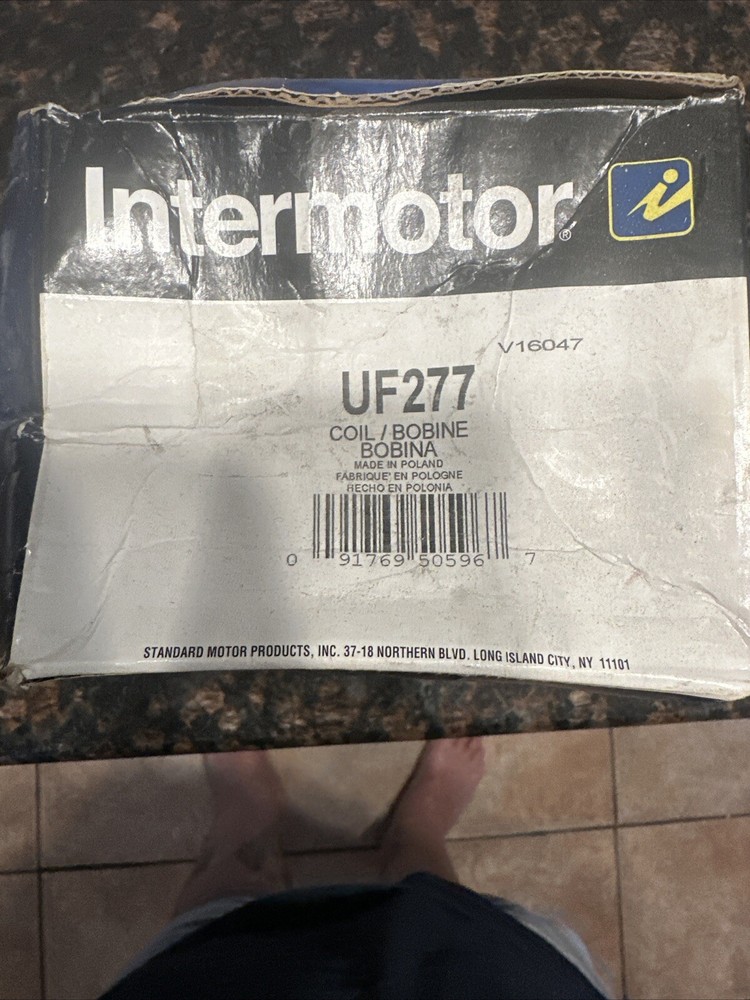 Intermotor®
V16047
UF277
COIL / BOBINE
BOBINA
MADE IN POLAND
FABRIQUE' EN POLOGNE
HECHO EN POLONIA
0 91769 50596 7
STANDARD MOTOR PRODUCTS, INC. 37-18 NORTHERN BLVD. LONG ISLAND CITY, NY 11101